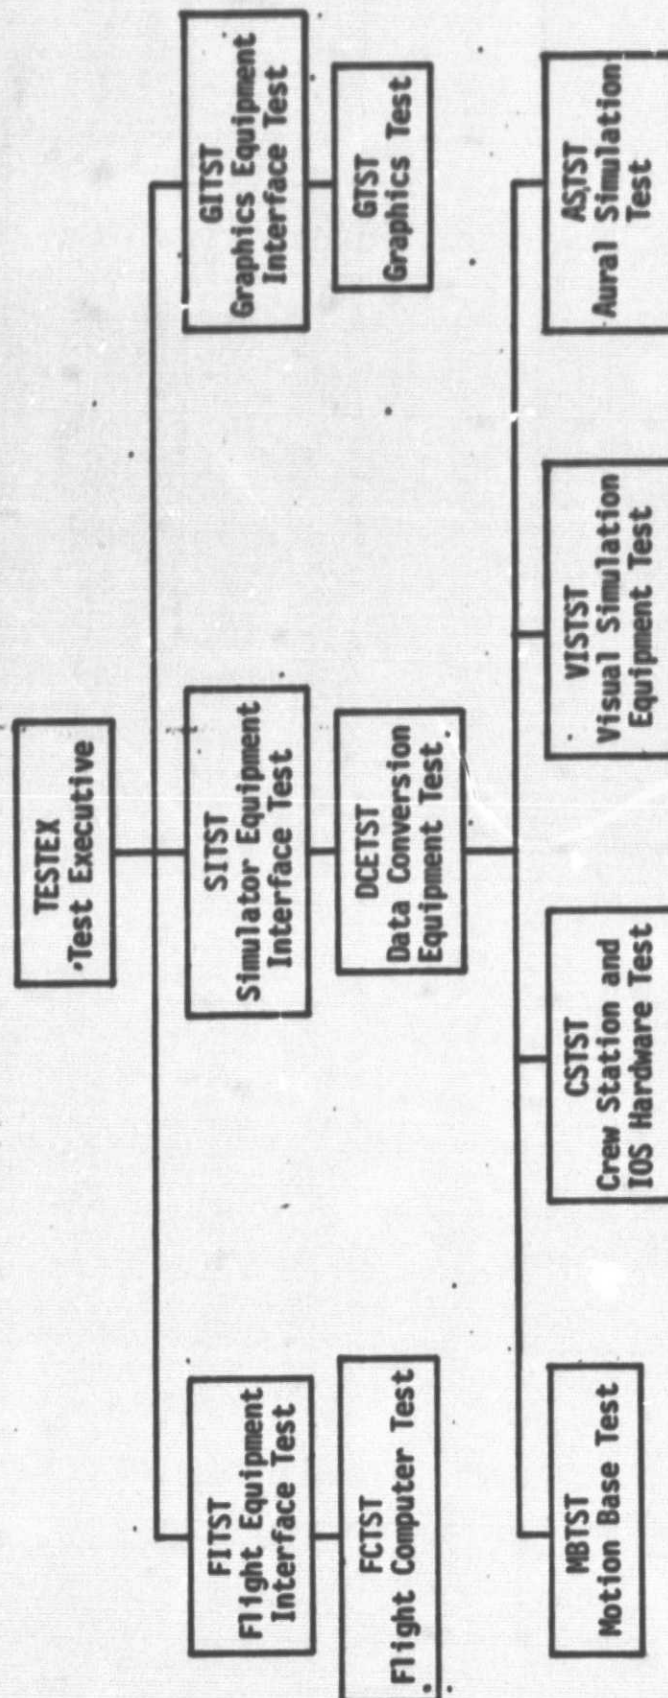 TESTEX
Test Executive
FITST
Flight Equipment
Interface Test
SITST
Simulator Equipment
Interface Test
GITST
Graphics Equipment
Interface Test
FCTST
Flight Computer Test
DCETST
Data Conversion
Equipment Test
GTST
Graphics Test
MBTST
Motion Base Test
CSTST
Crew Station and
IOS Hardware Test
VISTST
Visual Simulation
Equipment Test
ASTST
Aural Simulation
Test